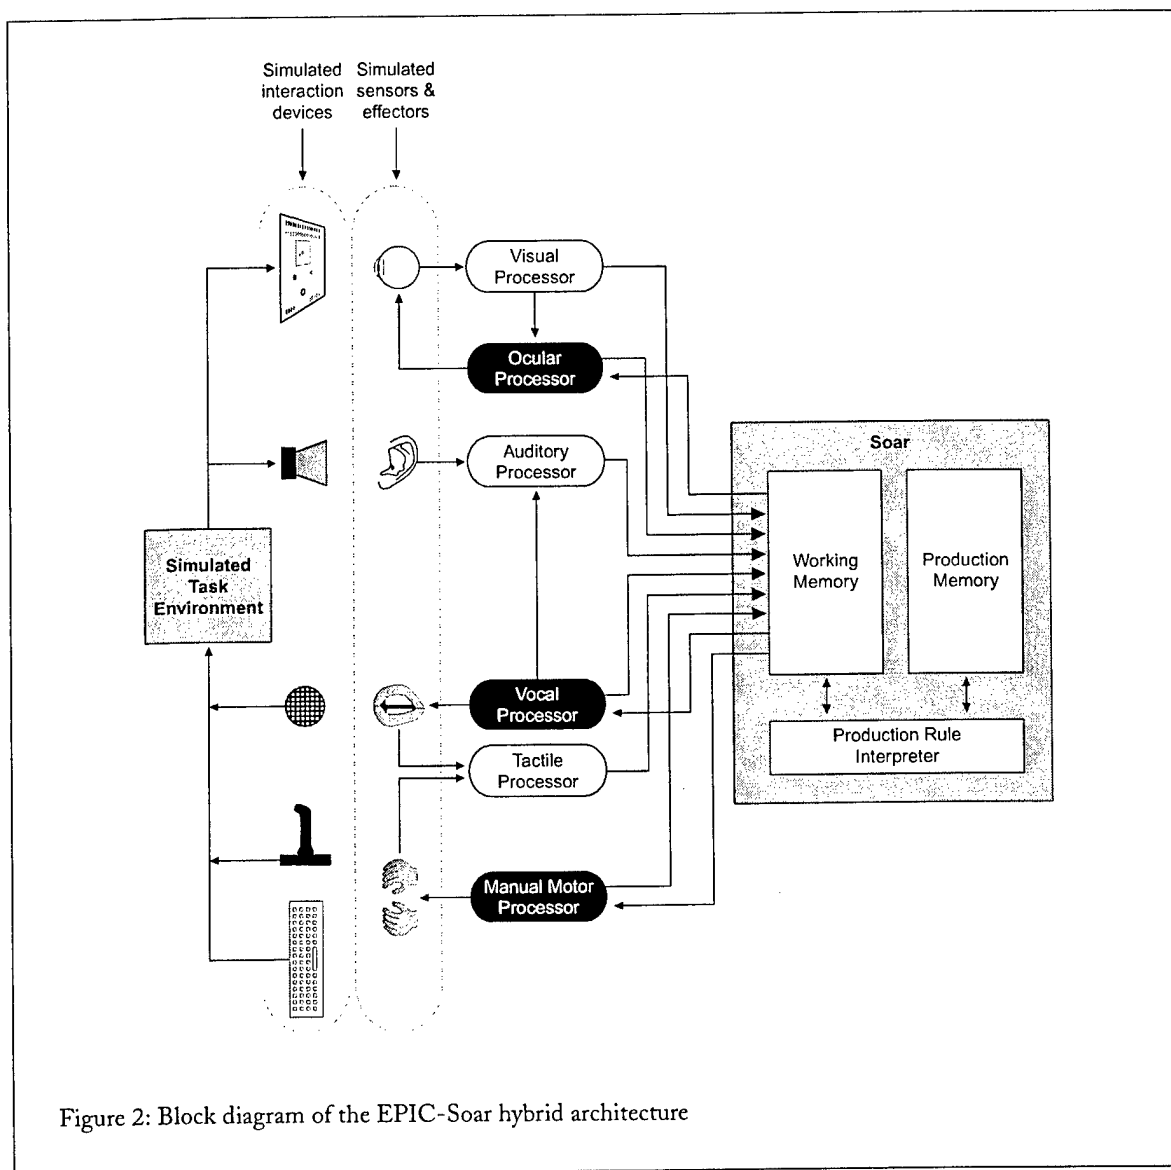 Simulated
interaction
devices
Simulated
sensors &
effectors
Visual
Processor
Ocular
Processor
Auditory
Processor
Soar
Working
Memory
Production
Memory
Simulated
Task
Environment
Vocal
Processor
Tactile
Processor
Production Rule
Interpreter
Manual Motor
Processor
Figure 2: Block diagram of the EPIC-Soar hybrid architecture